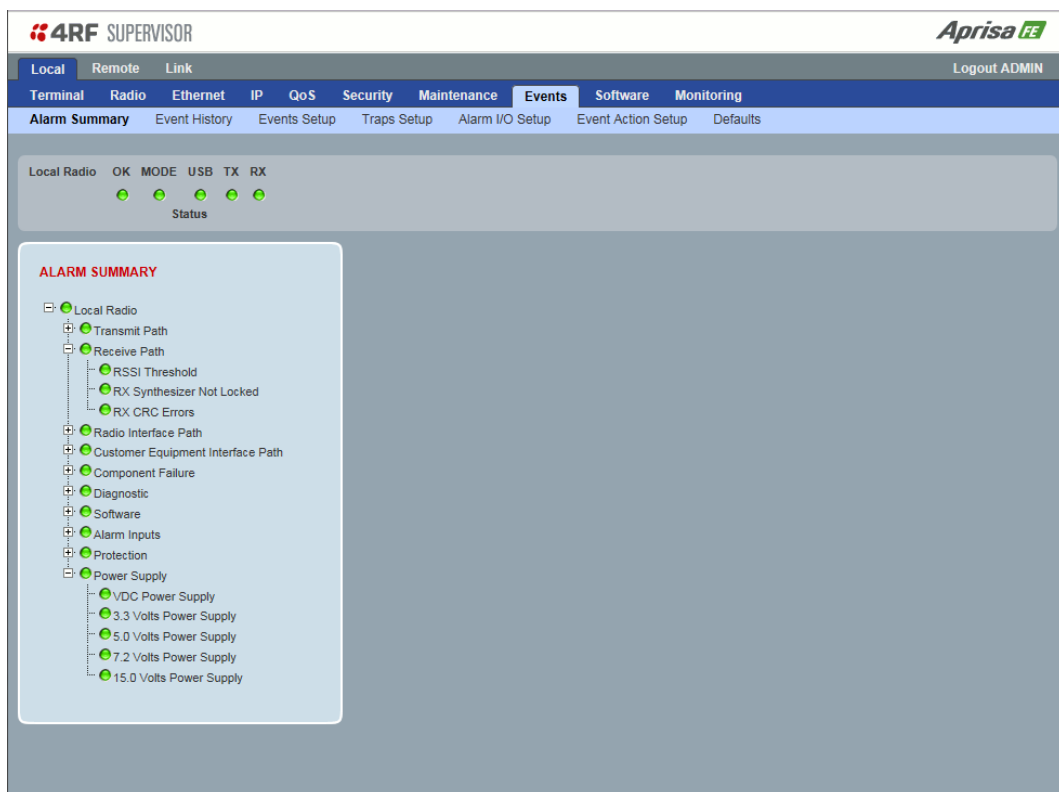 4RF SUPERVISOR
Aprisa FE
Local Remote Link Logout ADMIN
Terminal Radio Ethernet IP QoS Security Maintenance Events Software Monitoring
Alarm Summary Event History Events Setup Traps Setup Alarm I/O Setup Event Action Setup Defaults
Local Radio OK MODE USB TX RX
Status
ALARM SUMMARY
Local Radio
Transmit Path
Receive Path
RSSI Threshold
RX Synthesizer Not Locked
RX CRC Errors
Radio Interface Path
Customer Equipment Interface Path
Component Failure
Diagnostic
Software
Alarm Inputs
Protection
Power Supply
VDC Power Supply
3.3 Volts Power Supply
5.0 Volts Power Supply
7.2 Volts Power Supply
15.0 Volts Power Supply